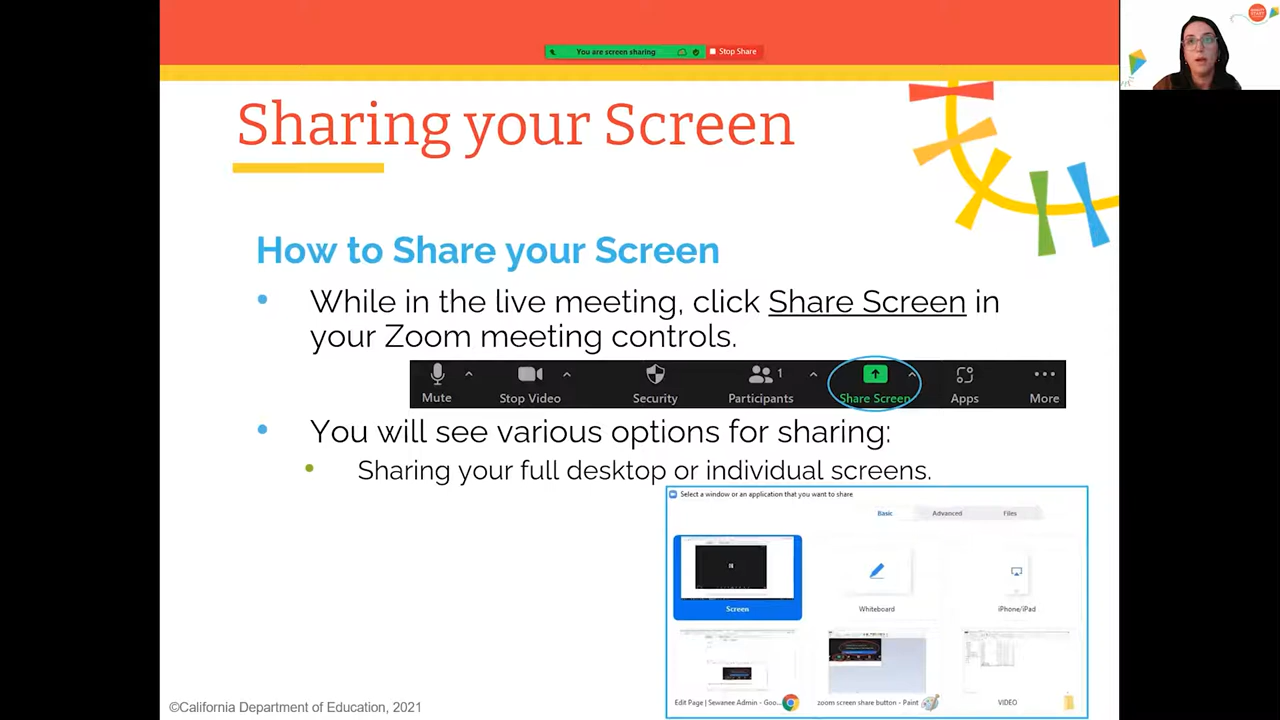 You are screen sharing
Stop Share
Sharing your Screen
How to Share your Screen
• While in the live meeting, click Share Screen in
your Zoom meeting controls.
Mute Stop Video Security Participants 1 Share Screen Apps More
• You will see various options for sharing:
• Sharing your full desktop or individual screens.
Select a window or an application that you want to share
Basic Advanced Files
Screen Whiteboard iPhone/iPad
Edit Page | Sewanee Admin - Goo... zoom screen share button - Paint VIDEO
©California Department of Education, 2021